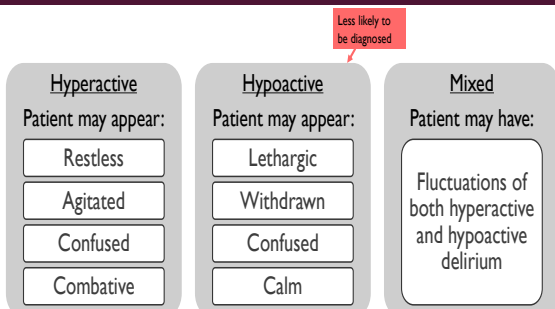 Less likely to
be diagnosed
Hyperactive
Patient may appear:
Restless
Agitated
Confused
Combative
Hypoactive
Patient may appear:
Lethargic
Withdrawn
Confused
Calm
Mixed
Patient may have:
Fluctuations of
both hyperactive
and hypoactive
delirium